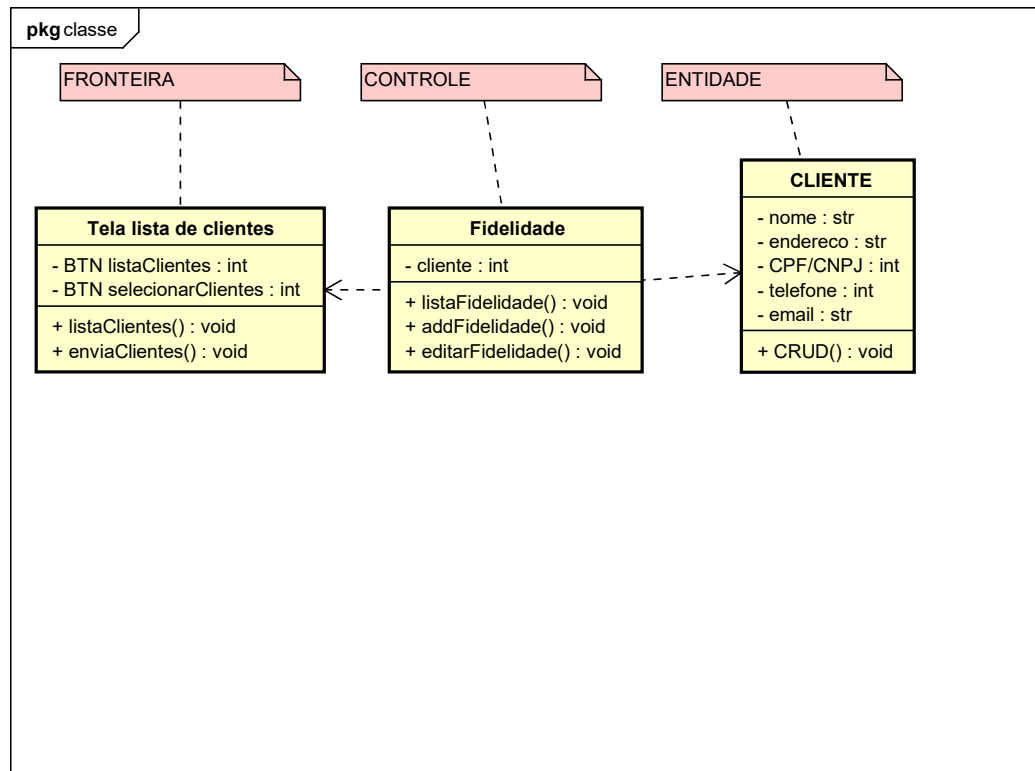 pkg classe
FRONTEIRA
CONTROLE
ENTIDADE
Tela lista de clientes
- BTN listaClientes : int
- BTN selecionarClientes : int
+ listaClientes() : void
+ enviaClientes() : void
Fidelidade
- cliente : int
+ listaFidelidade() : void
+ addFidelidade() : void
+ editarFidelidade() : void
CLIENTE
- nome : str
- endereco : str
- CPF/CNPJ : int
- telefone : int
- email : str
+ CRUD() : void